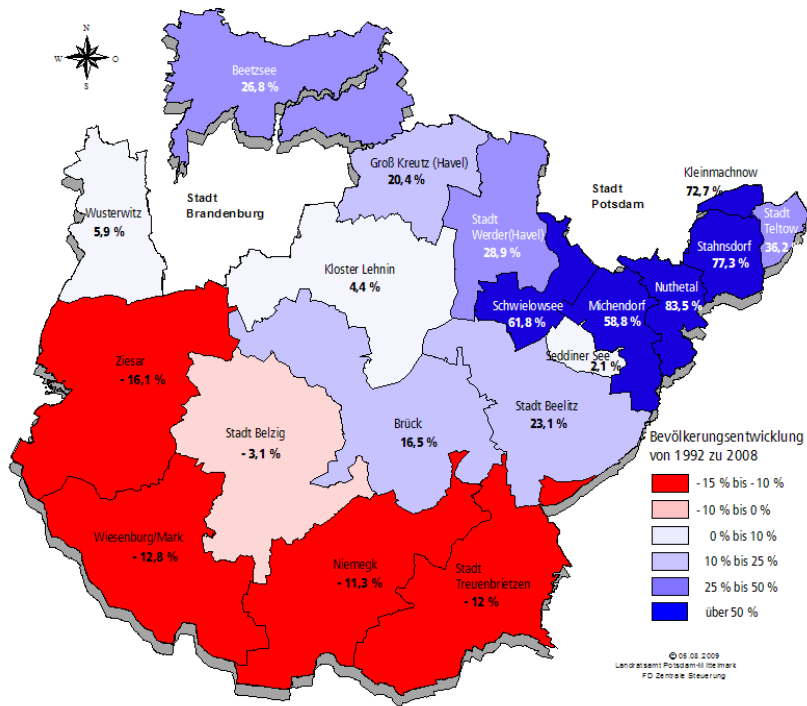 N
W
O
S
Beetzsee
26,8 %
Groß Kreutz (Havel)
20,4 %
Kleinmachnow
72,7 %
Stadt
Brandenburg
Stadt
Potsdam
Wusterwitz
5,9 %
Stadt
Werder(Havel)
28,9 %
Stadt
Teltow
36,2
Stahnsdorf
77,3 %
Kloster Lehnin
4,4 %
Nuthetal
83,5 %
Schwielowsee
61,8 %
Michendorf
58,8 %
Seddiner See
2,1 %
Ziesar
- 16,1 %
Stadt Belzig
- 3,1 %
Brück
16,5 %
Stadt Beelitz
23,1 %
Wiesenburg/Mark
- 12,8 %
Niemegk
- 11,3 %
Stadt
Treuenbrietzen
- 12 %
Bevölkerungsentwicklung
von 1992 zu 2008
-15 % bis -10 %
-10 % bis 0 %
0 % bis 10 %
10 % bis 25 %
25 % bis 50 %
über 50 %
© 05.08.2009
Landratsamt Potsdam-Mittelmark
FD Zentrale Steuerung